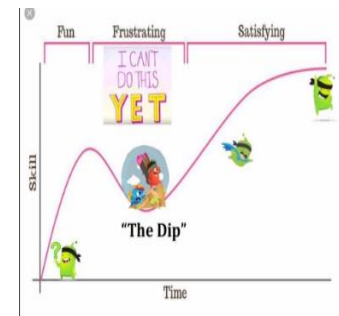 Fun Frustrating Satisfying
I CAN'T
DO THIS
YET
Skill
"The Dip"
Time